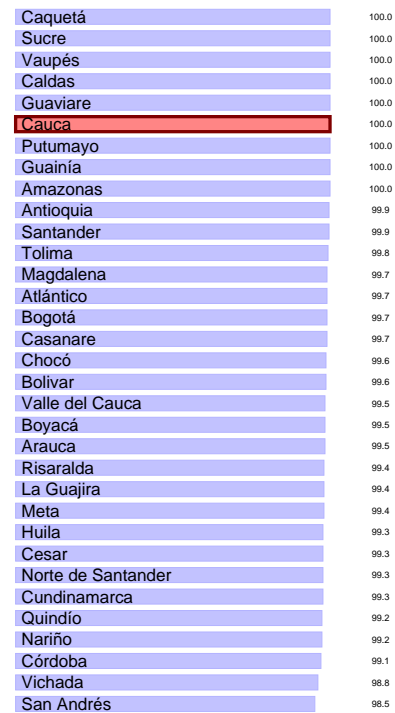 Caquetá 100.0
Sucre 100.0
Vaupés 100.0
Caldas 100.0
Guaviare 100.0
Cauca 100.0
Putumayo 100.0
Guainía 100.0
Amazonas 100.0
Antioquia 99.9
Santander 99.9
Tolima 99.8
Magdalena 99.7
Atlántico 99.7
Bogotá 99.7
Casanare 99.7
Chocó 99.6
Bolivar 99.6
Valle del Cauca 99.5
Boyacá 99.5
Arauca 99.5
Risaralda 99.4
La Guajira 99.4
Meta 99.4
Huila 99.3
Cesar 99.3
Norte de Santander 99.3
Cundinamarca 99.3
Quindío 99.2
Nariño 99.2
Córdoba 99.1
Vichada 98.8
San Andrés 98.5